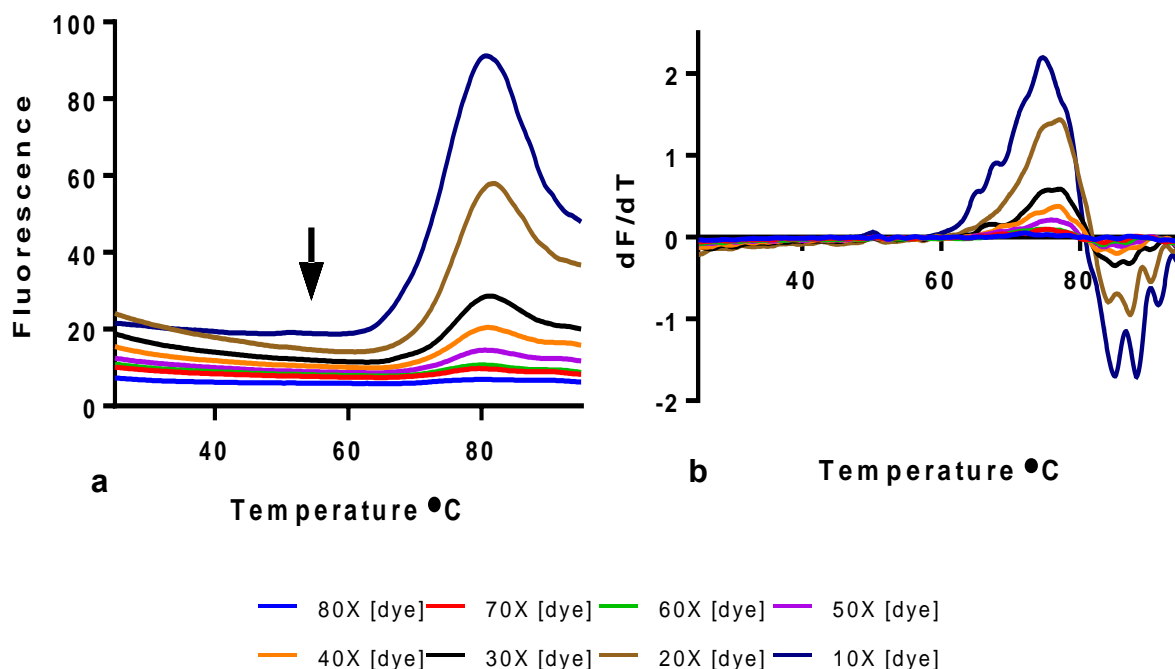 Fluorescence
100
80
60
40
20
0
40 60 80
a
Temperature ●C
dF/dT
2
1
0
-1
-2
40 60 80
b
Temperature ●C
80X [dye] 70X [dye] 60X [dye] 50X [dye]
40X [dye] 30X [dye] 20X [dye] 10X [dye]